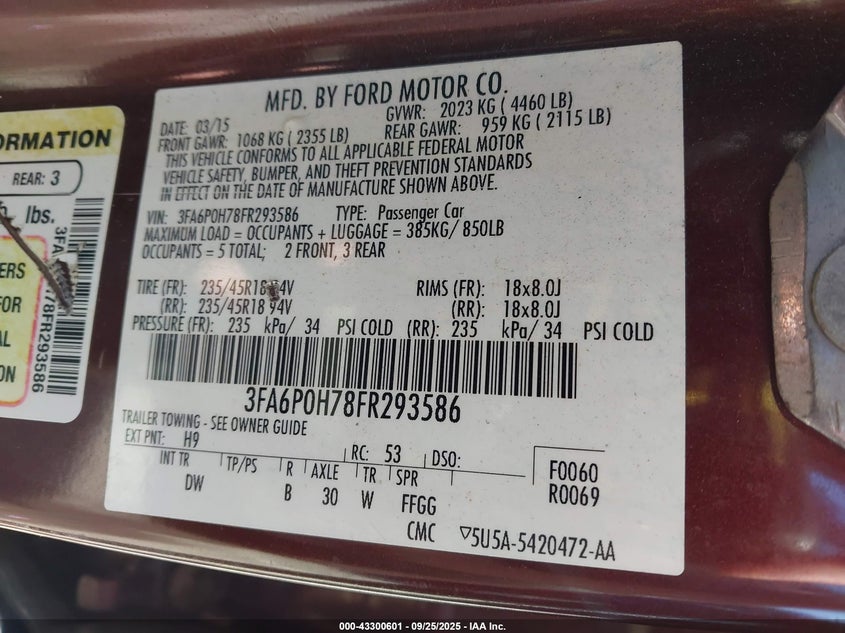 MFD. BY FORD MOTOR CO.
DATE: 03/15 GVWR: 2023 KG ( 4460 LB)
FRONT GAWR: 1068 KG ( 2355 LB) REAR GAWR: 959 KG ( 2115 LB)
THIS VEHICLE CONFORMS TO ALL APPLICABLE FEDERAL MOTOR
VEHICLE SAFETY, BUMPER, AND THEFT PREVENTION STANDARDS
IN EFFECT ON THE DATE OF MANUFACTURE SHOWN ABOVE.
VIN: 3FA6P0H78FR293586 TYPE: Passenger Car
MAXIMUM LOAD = OCCUPANTS + LUGGAGE = 385KG/ 850LB
OCCUPANTS = 5 TOTAL; 2 FRONT, 3 REAR
TIRE (FR): 235/45R18 94V RIMS (FR): 18x8.0J
(RR): 235/45R18 94V (RR): 18x8.0J
PRESSURE (FR): 235 kPa/ 34 PSI COLD (RR): 235 kPa/ 34 PSI COLD
3FA6P0H78FR293586
TRAILER TOWING - SEE OWNER GUIDE
EXT PNT: H9 RC: 53 DSO:
INT TR TP/PS R AXLE TR SPR
DW B 30 W FFGG
F0060
R0069
CMC ▽5U5A-5420472-AA
ORMATION
REAR: 3
lbs.
ERS
FOR
AL
ON
78FR293586
000-43300601 - 09/25/2025 - IAA Inc.